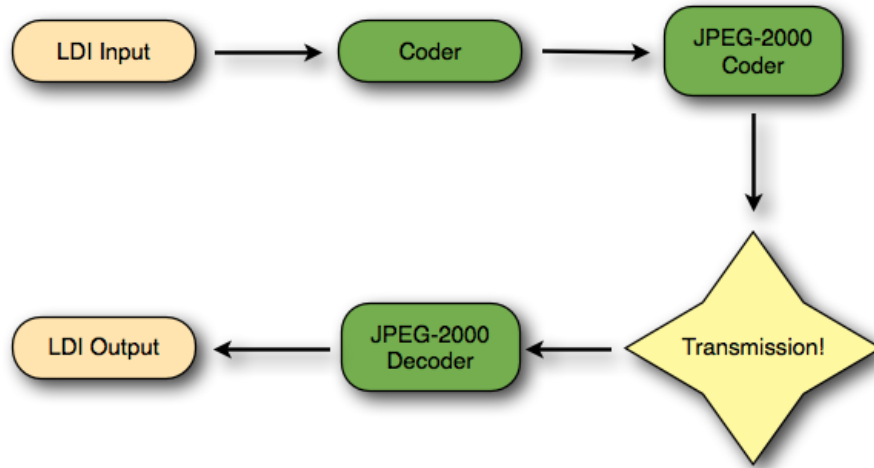 LDI Input
Coder
JPEG-2000
Coder
Transmission!
JPEG-2000
Decoder
LDI Output